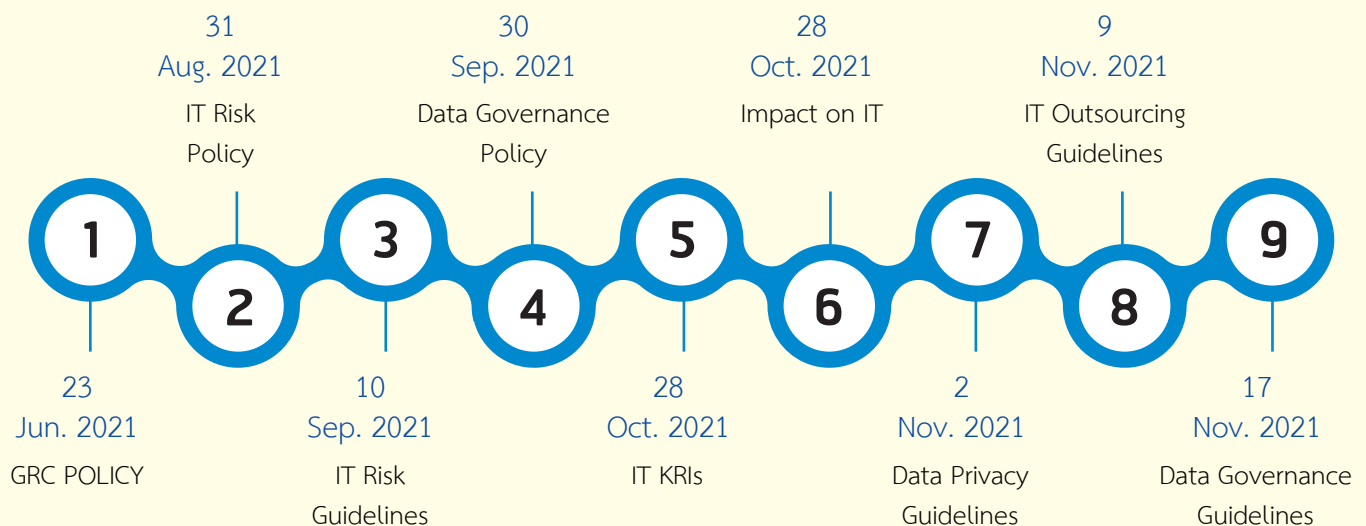 31
Aug. 2021
IT Risk
Policy
30
Sep. 2021
Data Governance
Policy
28
Oct. 2021
Impact on IT
9
Nov. 2021
IT Outsourcing
Guidelines
1
2
3
4
5
6
7
8
9
23
Jun. 2021
GRC POLICY
10
Sep. 2021
IT Risk
Guidelines
28
Oct. 2021
IT KRIs
2
Nov. 2021
Data Privacy
Guidelines
17
Nov. 2021
Data Governance
Guidelines